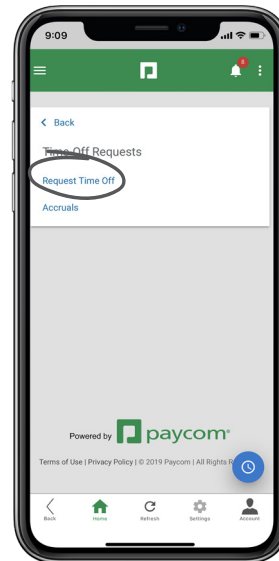 9:09
8
Back
Time Off Requests
Request Time Off
Accruals
Powered by paycom®
Terms of Use | Privacy Policy | © 2019 Paycom | All Rights
Back Home Refresh Settings Account